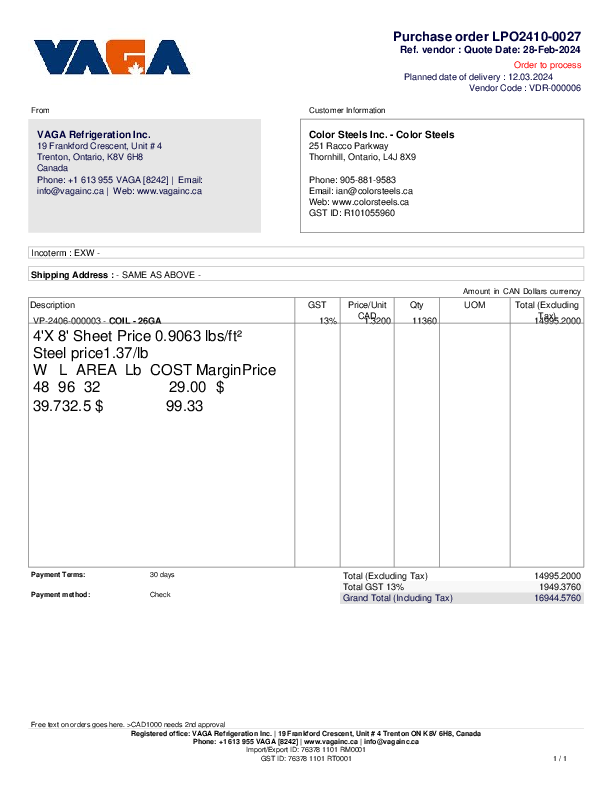 VAGA
Purchase order LPO2410-0027
Ref. vendor : Quote Date: 28-Feb-2024
Order to process
Planned date of delivery : 12.03.2024
Vendor Code : VDR-000006
From
Customer Information
VAGA Refrigeration Inc.
19 Frankford Crescent, Unit # 4
Trenton, Ontario, K8V 6H8
Canada
Phone: +1 613 955 VAGA [8242] | Email:
info@vagainc.ca | Web: www.vagainc.ca
Color Steels Inc. - Color Steels
251 Racco Parkway
Thornhill, Ontario, L4J 8X9
Phone: 905-881-9583
Email: ian@colorsteels.ca
Web: www.colorsteels.ca
GST ID: R101055960
Incoterm : EXW -
Shipping Address : - SAME AS ABOVE -
Amount in CAN Dollars currency
Description GST Price/Unit CAD Qty UOM Total (Excluding Tax)
VP-2406-000003 - COIL - 26GA 13% 1.3200 11360 14995.2000
4'X 8' Sheet Price 0.9063 lbs/ft²
Steel price1.37/lb
W L AREA Lb COST MarginPrice
48 96 32 29.00 $
39.732.5 $ 99.33
Payment Terms: 30 days
Payment method: Check
Total (Excluding Tax) 14995.2000
Total GST 13% 1949.3760
Grand Total (Including Tax) 16944.5760
Free text on orders goes here. >CAD1000 needs 2nd approval
Registered office: VAGA Refrigeration Inc. | 19 Frankford Crescent, Unit # 4 Trenton ON K8V 6H8, Canada
Phone: +1 613 955 VAGA [8242] | www.vagainc.ca | info@vagainc.ca
Import/Export ID: 76378 1101 RM0001
GST ID: 76378 1101 RT0001
1 / 1